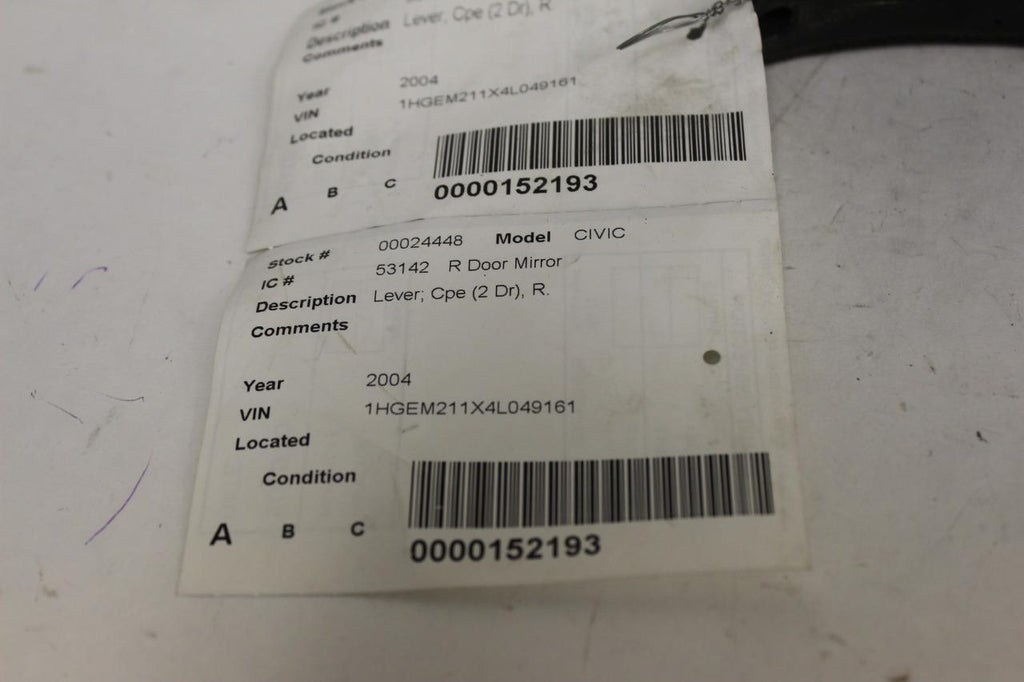 IC #
Description Lever, Cpe (2 Dr), R.
Comments
Year 2004
VIN 1HGEM211X4L049161
Located
Condition
A B C
0000152193
Stock # 00024448 Model CIVIC
IC # 53142 R Door Mirror
Description Lever; Cpe (2 Dr), R.
Comments
Year 2004
VIN 1HGEM211X4L049161
Located
Condition
A B C
0000152193